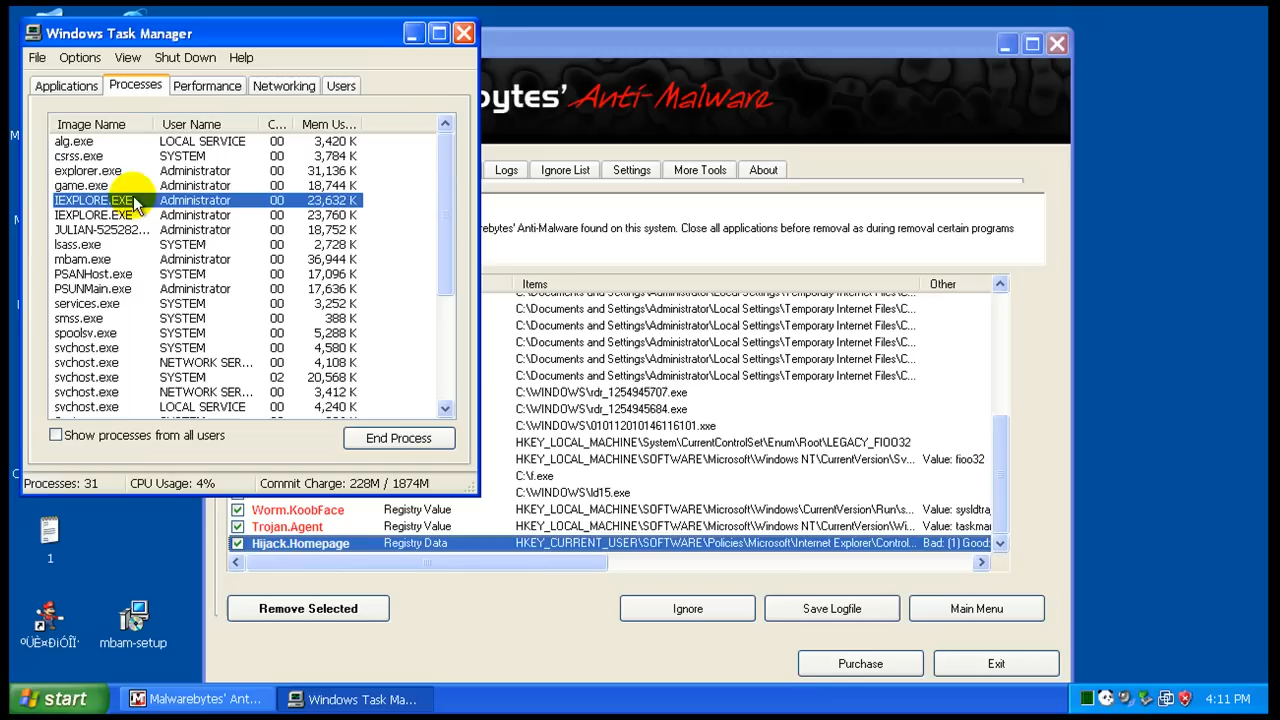 Windows Task Manager
File Options View Shut Down Help
Applications Processes Performance Networking Users
Image Name User Name C... Mem Us...
alg.exe LOCAL SERVICE 00 3,420 K
csrss.exe SYSTEM 00 3,784 K
explorer.exe Administrator 00 31,136 K
game.exe Administrator 00 18,744 K
IEXPLORE.EXE Administrator 00 23,632 K
IEXPLORE.EXE Administrator 00 23,760 K
JULIAN-525282... Administrator 00 18,752 K
lsass.exe SYSTEM 00 2,728 K
mbam.exe Administrator 00 36,944 K
PSANHost.exe SYSTEM 00 17,096 K
PSUNMain.exe Administrator 00 17,636 K
services.exe SYSTEM 00 3,252 K
smss.exe SYSTEM 00 388 K
spoolsv.exe SYSTEM 00 5,288 K
svchost.exe SYSTEM 00 4,580 K
svchost.exe NETWORK SER... 00 4,108 K
svchost.exe SYSTEM 02 20,568 K
svchost.exe NETWORK SER... 00 3,412 K
svchost.exe LOCAL SERVICE 00 4,240 K
Show processes from all users End Process
Processes: 31 CPU Usage: 4% Commit Charge: 228M / 1874M
bytes' Anti-Malware
Logs Ignore List Settings More Tools About
ebytes' Anti-Malware found on this system. Close all applications before removal as during removal certain programs
Items Other
C:\Documents and Settings\Administrator\Local Settings\Temporary Internet Files\C...
C:\Documents and Settings\Administrator\Local Settings\Temporary Internet Files\C...
C:\Documents and Settings\Administrator\Local Settings\Temporary Internet Files\C...
C:\Documents and Settings\Administrator\Local Settings\Temporary Internet Files\C...
C:\Documents and Settings\Administrator\Local Settings\Temporary Internet Files\C...
C:\Documents and Settings\Administrator\Local Settings\Temporary Internet Files\C...
C:\WINDOWS\rdr_1254945707.exe
C:\WINDOWS\rdr_1254945684.exe
C:\WINDOWS\010112010146116101.xxe
HKEY_LOCAL_MACHINE\System\CurrentControlSet\Enum\Root\LEGACY_FIOO32
HKEY_LOCAL_MACHINE\SOFTWARE\Microsoft\Windows NT\CurrentVersion\Sv... Value: fioo32
C:\f.exe
C:\WINDOWS\ld15.exe
Worm.KoobFace Registry Value HKEY_LOCAL_MACHINE\SOFTWARE\Microsoft\Windows\CurrentVersion\Run\s... Value: sysldtra
Trojan.Agent Registry Value HKEY_LOCAL_MACHINE\SOFTWARE\Microsoft\Windows NT\CurrentVersion\Wi... Value: taskman
Hijack.Homepage Registry Data HKEY_CURRENT_USER\SOFTWARE\Policies\Microsoft\Internet Explorer\Control... Bad: (1) Good:
Remove Selected Ignore Save Logfile Main Menu
Purchase Exit
1
ºÜÈ¤ÐíÓÎÏ· mbam-setup
start Malwarebytes' Ant... Windows Task Ma... 4:11 PM